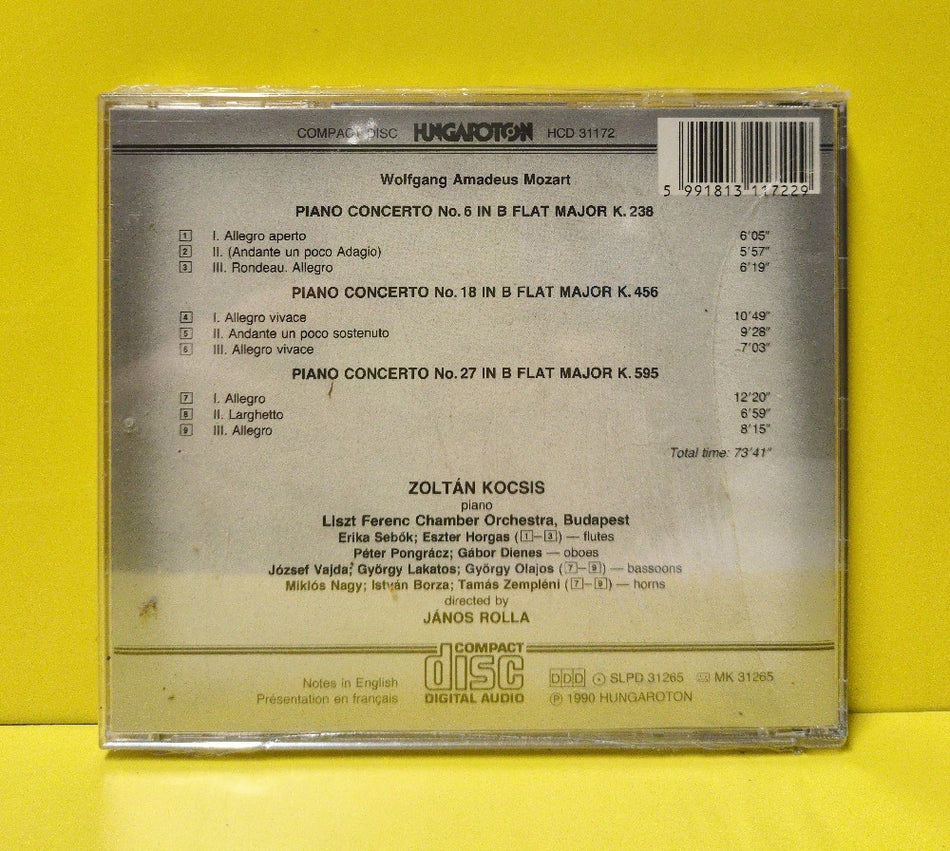 COMPACT DISC HUNGAROTON HCD 31172
5 991813 117229
Wolfgang Amadeus Mozart
PIANO CONCERTO No. 6 IN B FLAT MAJOR K. 238
1 I. Allegro aperto 6'05"
2 II. (Andante un poco Adagio) 5'57"
3 III. Rondeau. Allegro 6'19"
PIANO CONCERTO No. 18 IN B FLAT MAJOR K. 456
4 I. Allegro vivace 10'49"
5 II. Andante un poco sostenuto 9'28"
6 III. Allegro vivace 7'03"
PIANO CONCERTO No. 27 IN B FLAT MAJOR K. 595
7 I. Allegro 12'20"
8 II. Larghetto 6'59"
9 III. Allegro 8'15"
Total time: 73'41"
ZOLTÁN KOCSIS
piano
Liszt Ferenc Chamber Orchestra, Budapest
Erika Sebők; Eszter Horgas (1–3) — flutes
Péter Pongrácz; Gábor Dienes — oboes
József Vajda; György Lakatos; György Olajos (7–9) — bassoons
Miklós Nagy; István Borza; Tamás Zempléni (7–9) — horns
directed by
JÁNOS ROLLA
COMPACT
disc
DIGITAL AUDIO
Notes in English
Présentation en français
DDD SLPD 31265 MK 31265
℗ 1990 HUNGAROTON